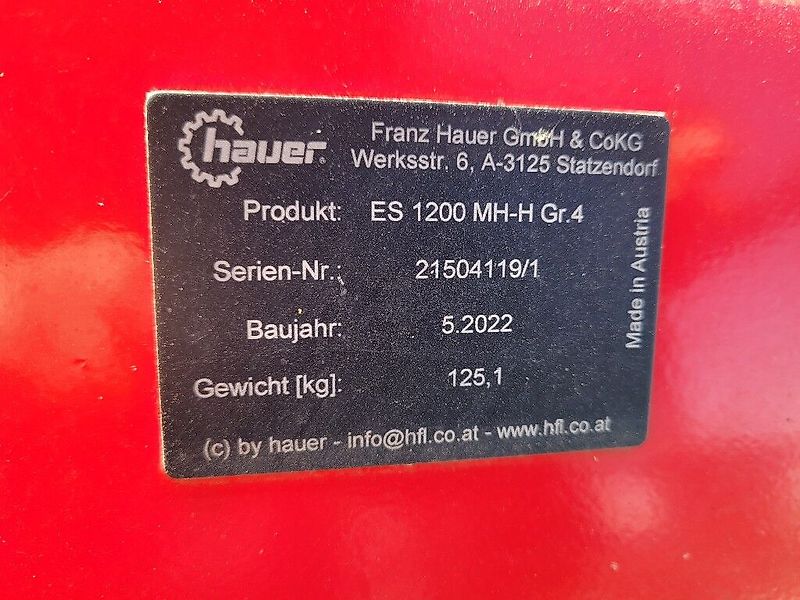 hauer®
Franz Hauer GmbH & CoKG
Werksstr. 6, A-3125 Statzendorf
Produkt: ES 1200 MH-H Gr.4
Serien-Nr.: 21504119/1
Baujahr: 5.2022
Gewicht [kg]: 125,1
Made in Austria
(c) by hauer - info@hfl.co.at - www.hfl.co.at